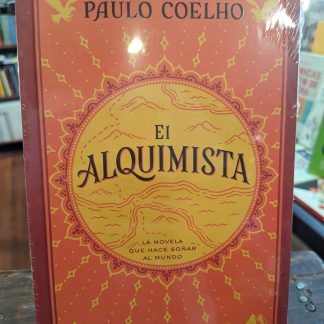 PAULO COELHO
El
ALQUIMISTA
LA NOVELA
QUE HACE SOÑAR
AL MUNDO